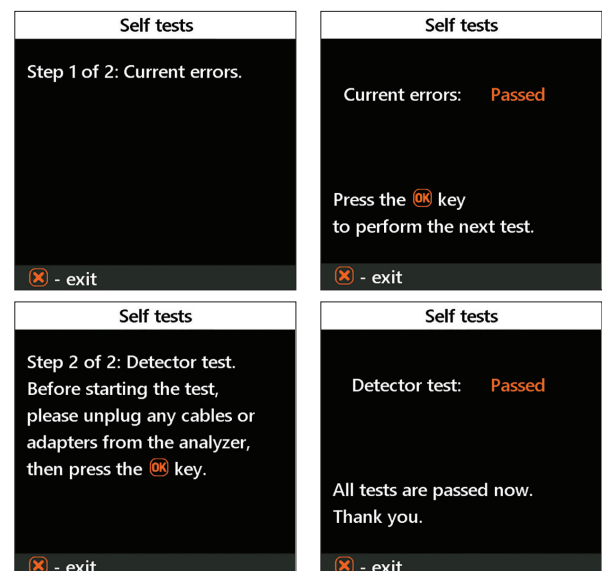 Self tests
Step 1 of 2: Current errors.
- exit
Self tests
Current errors: Passed
Press the OK key
to perform the next test.
- exit
Self tests
Step 2 of 2: Detector test.
Before starting the test,
please unplug any cables or
adapters from the analyzer,
then press the OK key.
- exit
Self tests
Detector test: Passed
All tests are passed now.
Thank you.
- exit